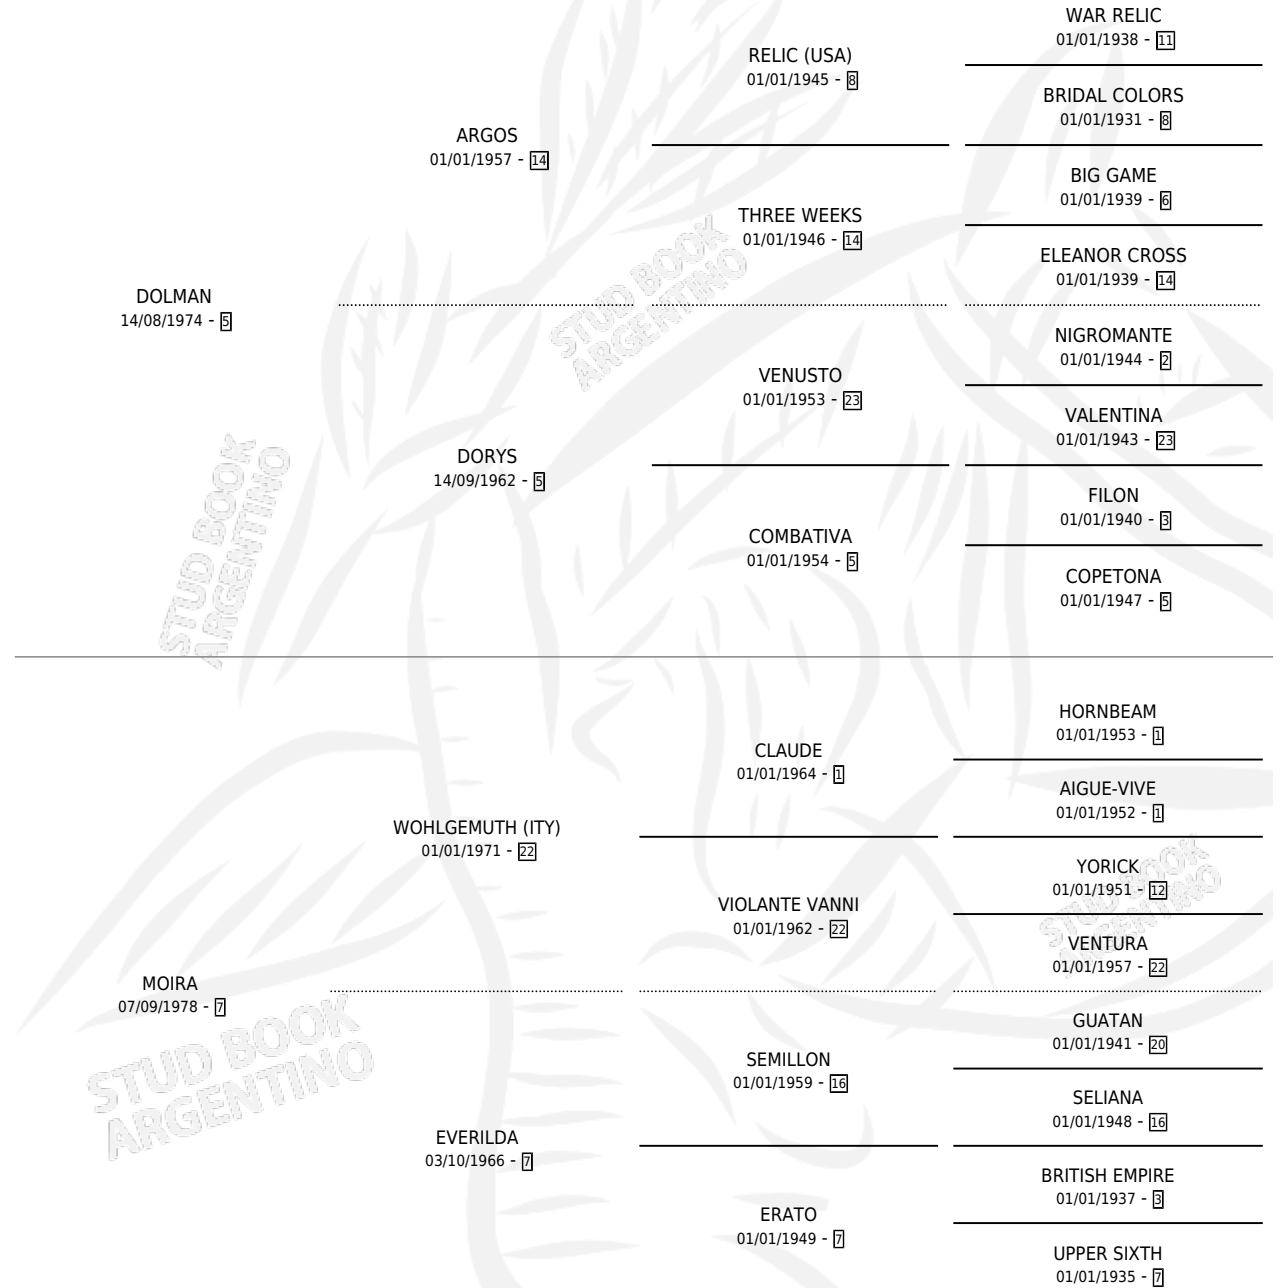 WAR RELIC
01/01/1938 - 11
RELIC (USA)
01/01/1945 - 8
BRIDAL COLORS
01/01/1931 - 8
ARGOS
01/01/1957 - 14
BIG GAME
01/01/1939 - 6
THREE WEEKS
01/01/1946 - 14
ELEANOR CROSS
01/01/1939 - 14
DOLMAN
14/08/1974 - 5
NIGROMANTE
01/01/1944 - 2
VENUSTO
01/01/1953 - 23
VALENTINA
01/01/1943 - 23
DORYS
14/09/1962 - 5
FILON
01/01/1940 - 3
COMBATIVA
01/01/1954 - 5
COPETONA
01/01/1947 - 5
HORNBEAM
01/01/1953 - 1
CLAUDE
01/01/1964 - 1
AIGUE-VIVE
01/01/1952 - 1
WOHLGEMUTH (ITY)
01/01/1971 - 22
YORICK
01/01/1951 - 12
VIOLANTE VANNI
01/01/1962 - 22
VENTURA
01/01/1957 - 22
MOIRA
07/09/1978 - 7
GUATAN
01/01/1941 - 20
SEMILLON
01/01/1959 - 16
SELIANA
01/01/1948 - 16
EVERILDA
03/10/1966 - 7
BRITISH EMPIRE
01/01/1937 - 3
ERATO
01/01/1949 - 7
UPPER SIXTH
01/01/1935 - 7
STUD BOOK
ARGENTINO
STUD BOOK
ARGENTINO
STUD BOOK
ARGENTINO
STUD BOOK
ARGENTINO